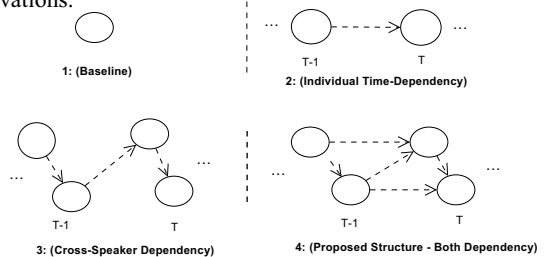 vations.
... ...
T-1 T
1: (Baseline)
2: (Individual Time-Dependency)
... ... ... ...
T-1 T T-1 T
3: (Cross-Speaker Dependency)
4: (Proposed Structure - Both Dependency)